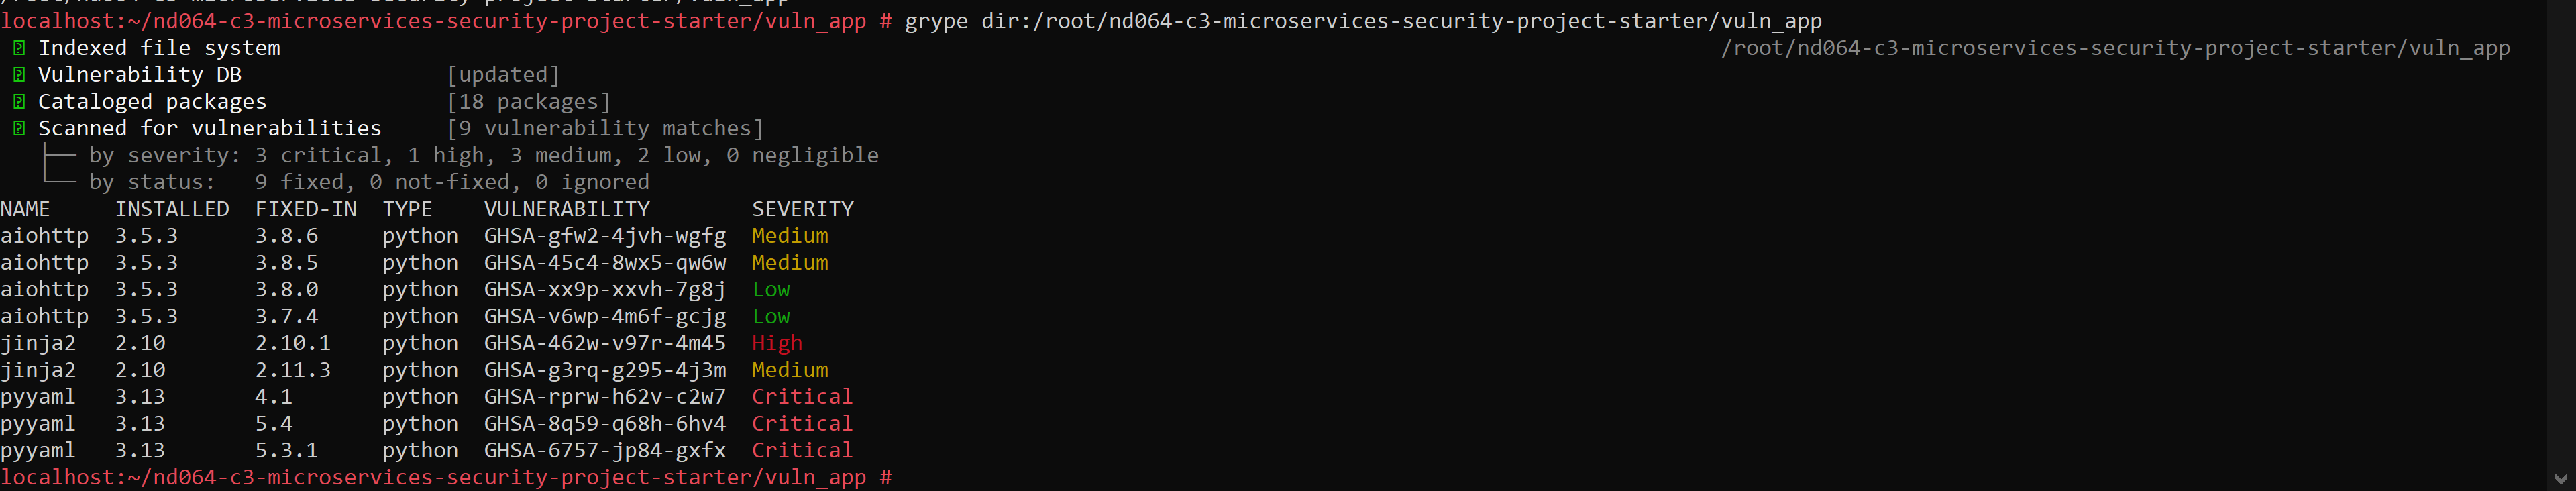 localhost:~/nd064-c3-microservices-security-project-starter/vuln_app # grype dir:/root/nd064-c3-microservices-security-project-starter/vuln_app
Indexed file system /root/nd064-c3-microservices-security-project-starter/vuln_app
Vulnerability DB [updated]
Cataloged packages [18 packages]
Scanned for vulnerabilities [9 vulnerability matches]
├── by severity: 3 critical, 1 high, 3 medium, 2 low, 0 negligible
└── by status: 9 fixed, 0 not-fixed, 0 ignored
NAME INSTALLED FIXED-IN TYPE VULNERABILITY SEVERITY
aiohttp 3.5.3 3.8.6 python GHSA-gfw2-4jvh-wgfg Medium
aiohttp 3.5.3 3.8.5 python GHSA-45c4-8wx5-qw6w Medium
aiohttp 3.5.3 3.8.0 python GHSA-xx9p-xxvh-7g8j Low
aiohttp 3.5.3 3.7.4 python GHSA-v6wp-4m6f-gcjg Low
jinja2 2.10 2.10.1 python GHSA-462w-v97r-4m45 High
jinja2 2.10 2.11.3 python GHSA-g3rq-g295-4j3m Medium
pyyaml 3.13 4.1 python GHSA-rprw-h62v-c2w7 Critical
pyyaml 3.13 5.4 python GHSA-8q59-q68h-6hv4 Critical
pyyaml 3.13 5.3.1 python GHSA-6757-jp84-gxfx Critical
localhost:~/nd064-c3-microservices-security-project-starter/vuln_app #